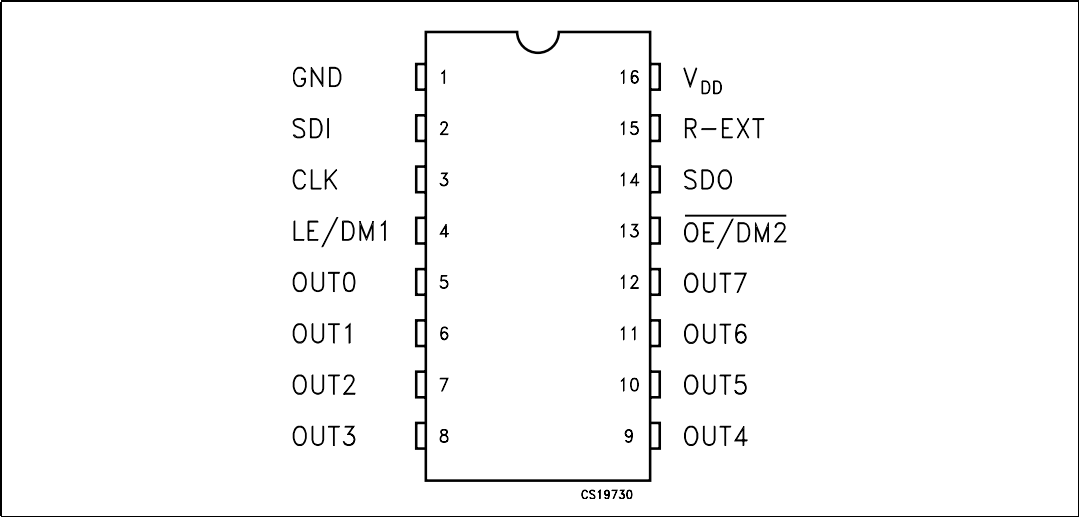 GND 1 16 VDD
SDI 2 15 R-EXT
CLK 3 14 SDO
LE/DM1 4 13 OE/DM2
OUT0 5 12 OUT7
OUT1 6 11 OUT6
OUT2 7 10 OUT5
OUT3 8 9 OUT4
CS19730